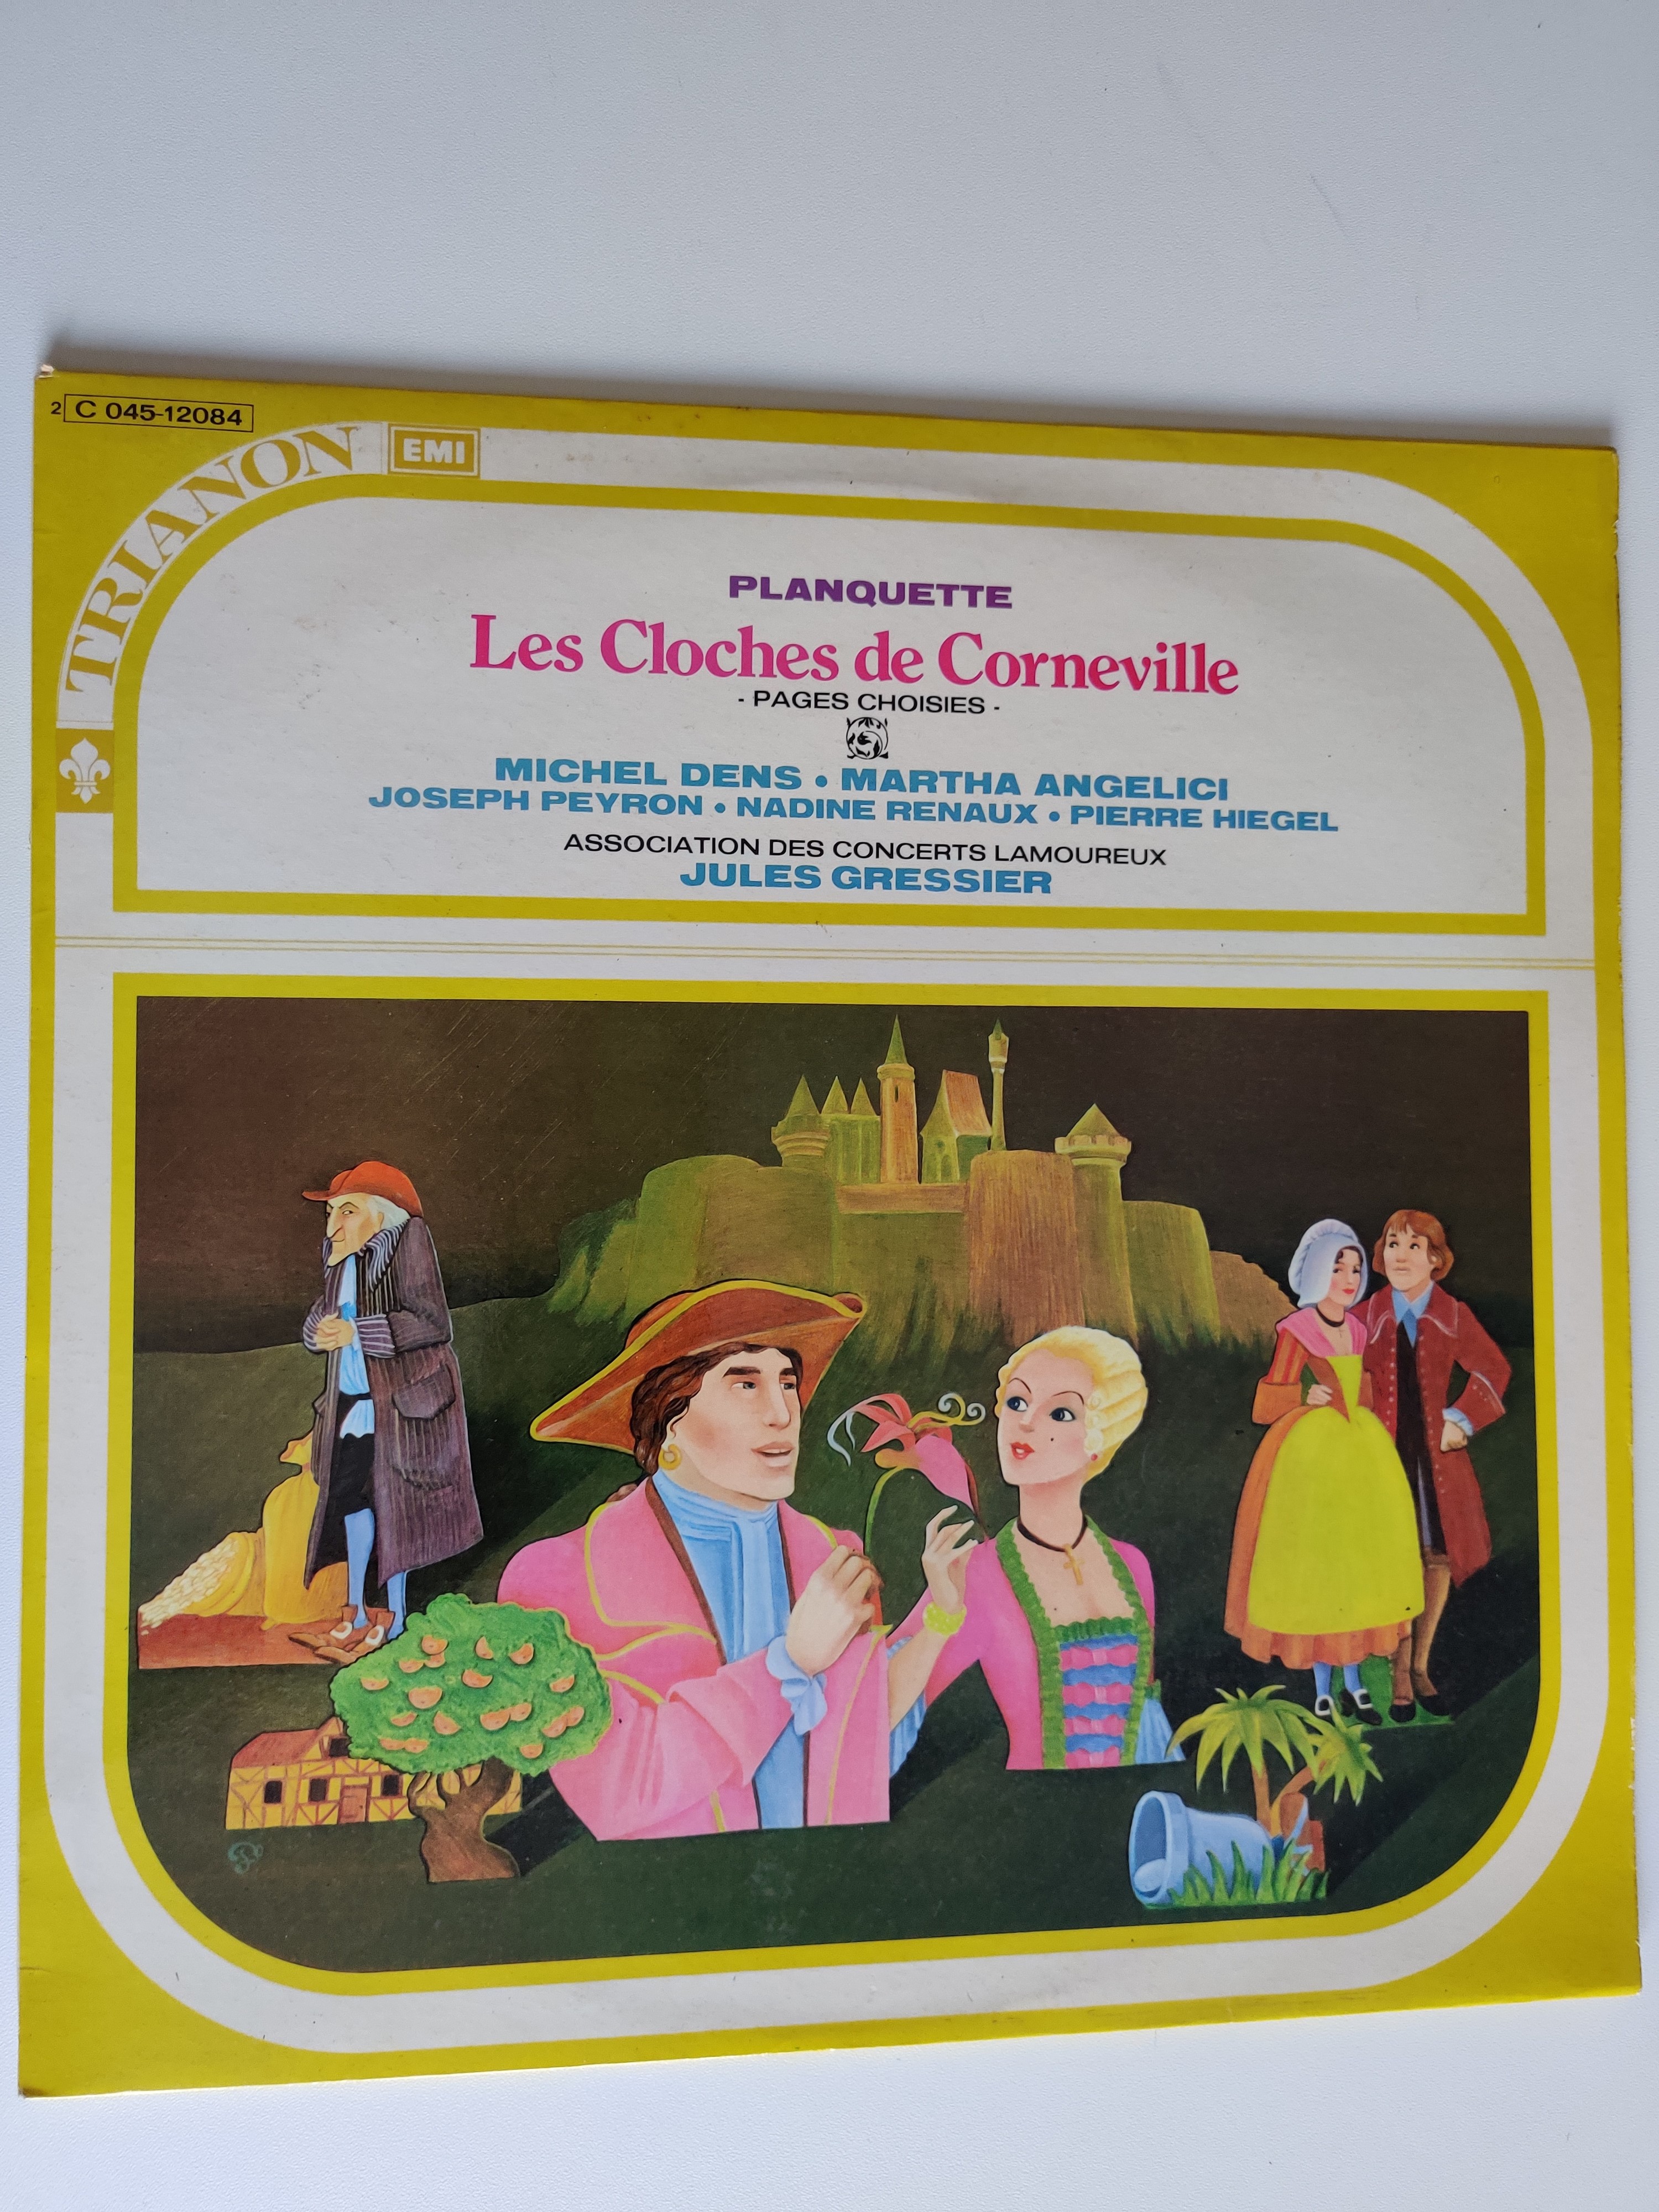 2 C 045-12084
TRIANON EMI
PLANQUETTE
Les Cloches de Corneville
- PAGES CHOISIES -
MICHEL DENS • MARTHA ANGELICI
JOSEPH PEYRON • NADINE RENAUX • PIERRE HIEGEL
ASSOCIATION DES CONCERTS LAMOUREUX
JULES GRESSIER